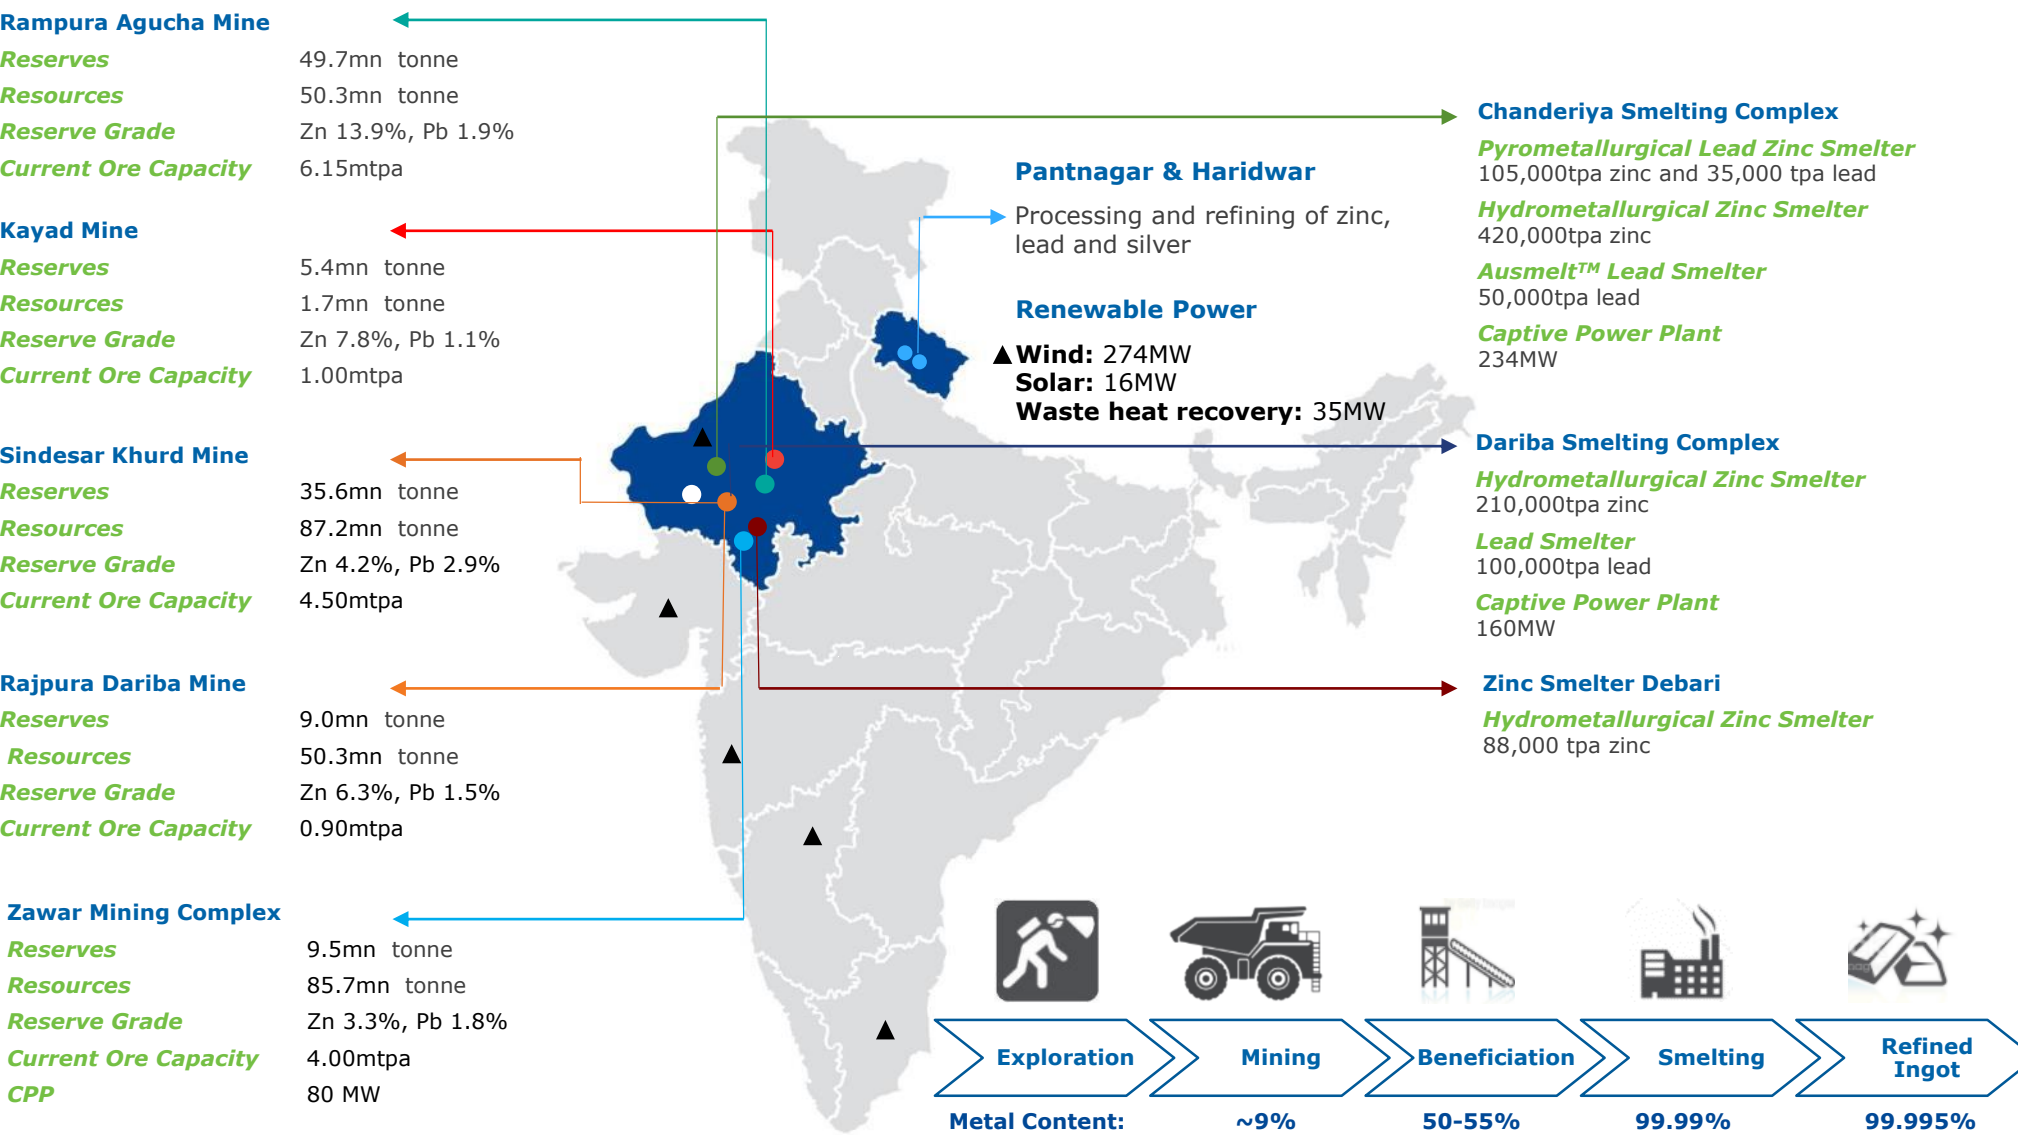 Rampura Agucha Mine
Reserves 49.7mn tonne
Resources 50.3mn tonne
Reserve Grade Zn 13.9%, Pb 1.9%
Current Ore Capacity 6.15mtpa
Kayad Mine
Reserves 5.4mn tonne
Resources 1.7mn tonne
Reserve Grade Zn 7.8%, Pb 1.1%
Current Ore Capacity 1.00mtpa
Sindesar Khurd Mine
Reserves 35.6mn tonne
Resources 87.2mn tonne
Reserve Grade Zn 4.2%, Pb 2.9%
Current Ore Capacity 4.50mtpa
Rajpura Dariba Mine
Reserves 9.0mn tonne
Resources 50.3mn tonne
Reserve Grade Zn 6.3%, Pb 1.5%
Current Ore Capacity 0.90mtpa
Zawar Mining Complex
Reserves 9.5mn tonne
Resources 85.7mn tonne
Reserve Grade Zn 3.3%, Pb 1.8%
Current Ore Capacity 4.00mtpa
CPP 80 MW
Pantnagar & Haridwar
Processing and refining of zinc,
lead and silver
Renewable Power
Wind: 274MW
Solar: 16MW
Waste heat recovery: 35MW
Chanderiya Smelting Complex
Pyrometallurgical Lead Zinc Smelter
105,000tpa zinc and 35,000 tpa lead
Hydrometallurgical Zinc Smelter
420,000tpa zinc
Ausmelt™ Lead Smelter
50,000tpa lead
Captive Power Plant
234MW
Dariba Smelting Complex
Hydrometallurgical Zinc Smelter
210,000tpa zinc
Lead Smelter
100,000tpa lead
Captive Power Plant
160MW
Zinc Smelter Debari
Hydrometallurgical Zinc Smelter
88,000 tpa zinc
Exploration Mining Beneficiation Smelting Refined
Ingot
Metal Content: ~9% 50-55% 99.99% 99.995%